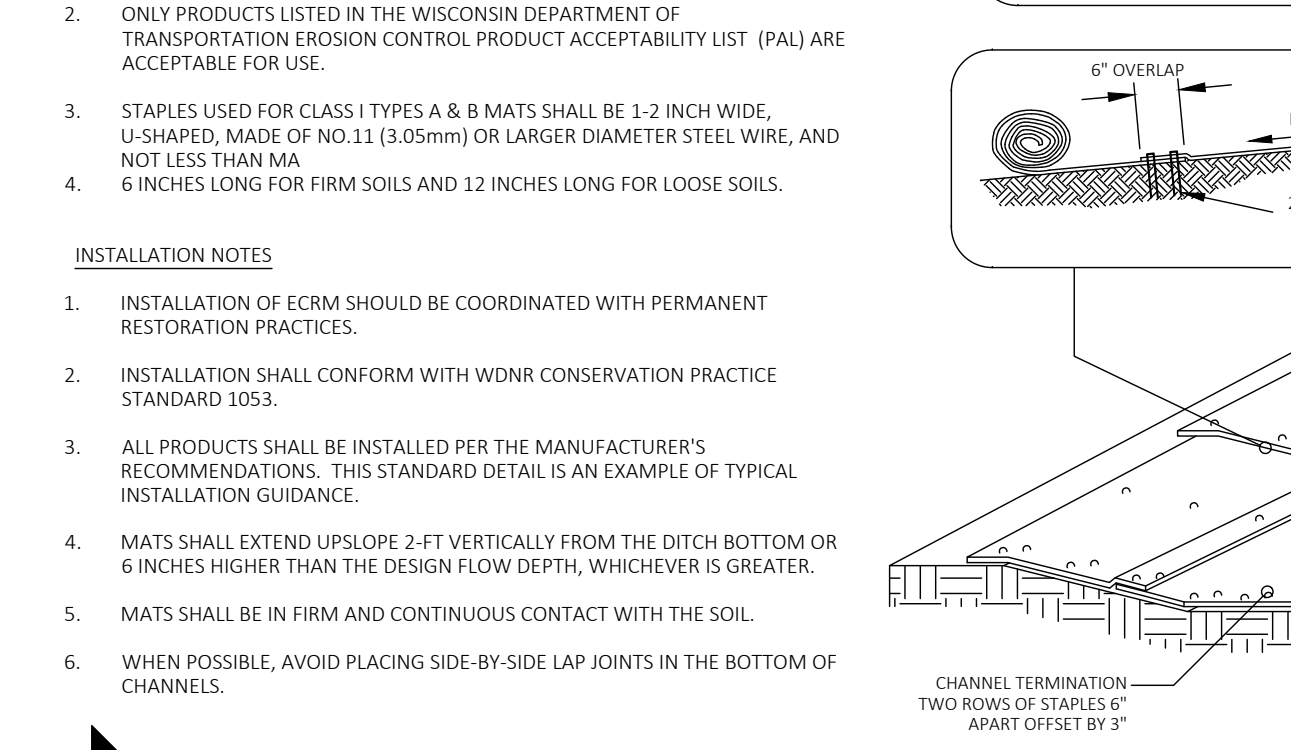 2. ONLY PRODUCTS LISTED IN THE WISCONSIN DEPARTMENT OF
TRANSPORTATION EROSION CONTROL PRODUCT ACCEPTABILITY LIST (PAL) ARE
ACCEPTABLE FOR USE.
3. STAPLES USED FOR CLASS I TYPES A & B MATS SHALL BE 1-2 INCH WIDE,
U-SHAPED, MADE OF NO.11 (3.05mm) OR LARGER DIAMETER STEEL WIRE, AND
NOT LESS THAN MA
4. 6 INCHES LONG FOR FIRM SOILS AND 12 INCHES LONG FOR LOOSE SOILS.
INSTALLATION NOTES
1. INSTALLATION OF ECRM SHOULD BE COORDINATED WITH PERMANENT
RESTORATION PRACTICES.
2. INSTALLATION SHALL CONFORM WITH WDNR CONSERVATION PRACTICE
STANDARD 1053.
3. ALL PRODUCTS SHALL BE INSTALLED PER THE MANUFACTURER'S
RECOMMENDATIONS. THIS STANDARD DETAIL IS AN EXAMPLE OF TYPICAL
INSTALLATION GUIDANCE.
4. MATS SHALL EXTEND UPSLOPE 2-FT VERTICALLY FROM THE DITCH BOTTOM OR
6 INCHES HIGHER THAN THE DESIGN FLOW DEPTH, WHICHEVER IS GREATER.
5. MATS SHALL BE IN FIRM AND CONTINUOUS CONTACT WITH THE SOIL.
6. WHEN POSSIBLE, AVOID PLACING SIDE-BY-SIDE LAP JOINTS IN THE BOTTOM OF
CHANNELS.
6" OVERLAP
CHANNEL TERMINATION
TWO ROWS OF STAPLES 6"
APART OFFSET BY 3"